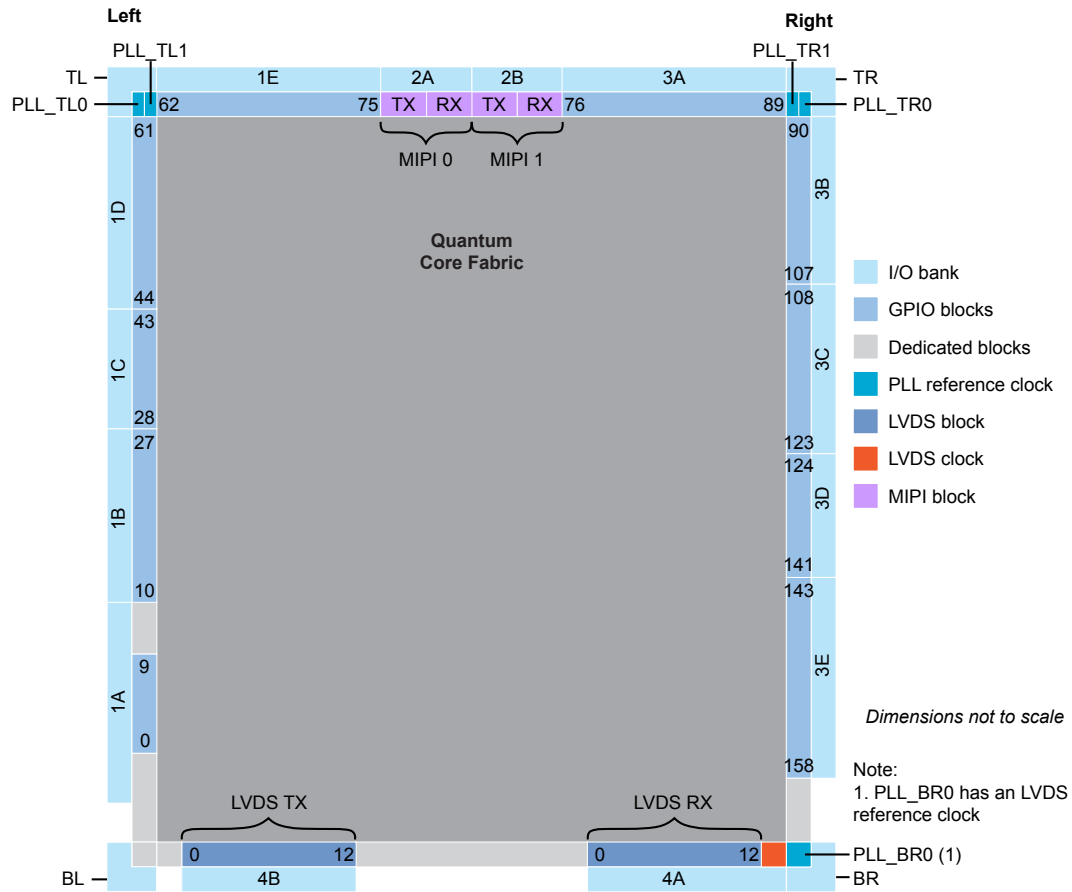 Left
Right
PLL_TL1
PLL_TR1
TL
1E
2A
2B
3A
TR
PLL_TL0
62
75
TX
RX
TX
RX
76
89
PLL_TR0
61
90
MIPI 0
MIPI 1
1D
3B
Quantum
Core Fabric
44
107
43
108
1C
3C
28
123
27
124
1B
3D
10
141
143
9
1A
3E
0
158
I/O bank
GPIO blocks
Dedicated blocks
PLL reference clock
LVDS block
LVDS clock
MIPI block
Dimensions not to scale
Note:
1. PLL_BR0 has an LVDS
reference clock
LVDS TX
LVDS RX
0
12
0
12
PLL_BR0 (1)
BL
4B
4A
BR